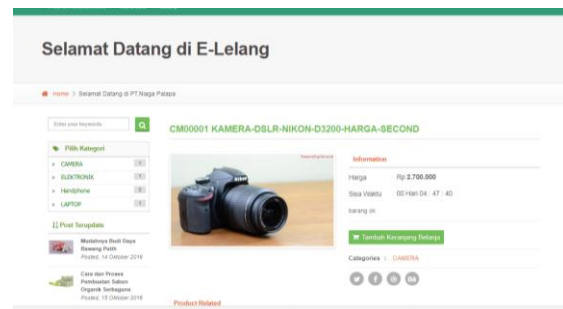 Selamat Datang di E-Lelang
Home > Selamat Datang di PT.Niaga Palapa
Enter your keywords
Pilih Kategori
CAMERA
ELEKTRONIK
Handphone
LAPTOP
Post Terupdate
Mudahnya Budi Daya
Bawang Putih
Posted, 14 Oktober 2016
Cara dan Proses
Pembuatan Sabun
Organik Serbaguna
Posted, 15 Oktober 2016
CM00001 KAMERA-DSLR-NIKON-D3200-HARGA-SECOND
Information
Harga Rp 2.700.000
Sisa Waktu 00 Hari 04 : 47 : 40
barang ok
Tambah Keranjang Belanja
Categories : CAMERA
Product Related